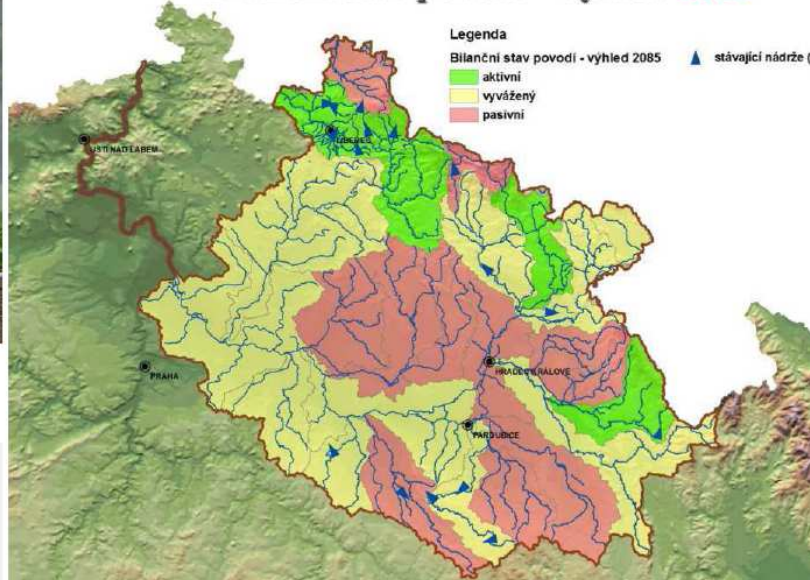 Legenda
Bilanční stav povodí - výhled 2085
stávající nádrže (
aktivní
vyvážený
pasivní
LIBEREC
ÚSTÍ NAD LABEM
PRAHA
HRADEC KRÁLOVÉ
PARDUBICE